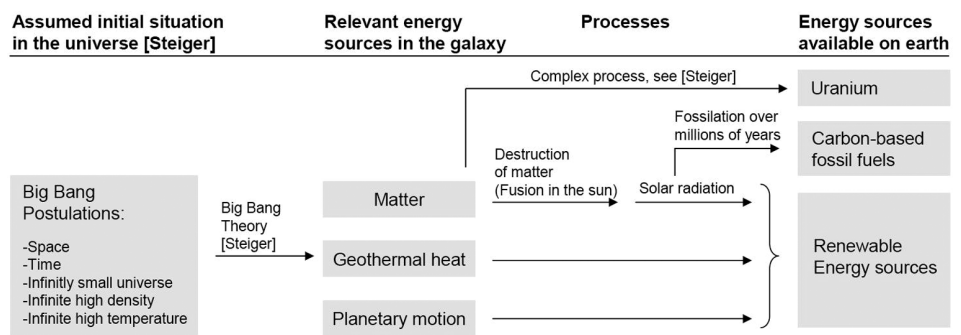 Assumed initial situation
in the universe [Steiger]
Relevant energy
sources in the galaxy
Processes
Energy sources
available on earth
Complex process, see [Steiger]
Uranium
Fossilation over
millions of years
Carbon-based
fossil fuels
Destruction
of matter
(Fusion in the sun)
Solar radiation
Big Bang
Postulations:
-Space
-Time
-Infinitly small universe
-Infinite high density
-Infinite high temperature
Big Bang
Theory
[Steiger]
Matter
Geothermal heat
Planetary motion
Renewable
Energy sources